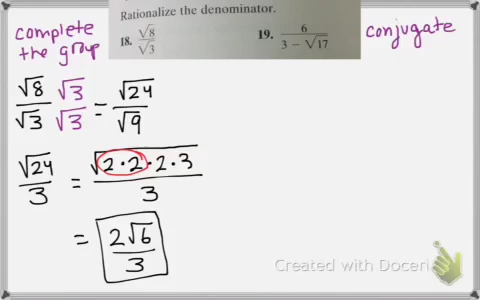 Rationalize the denominator.
18. √8/√3
19. 6/(3 − √17)
complete the group
conjugate
√8/√3 √3/√3 = √24/√9
√24/3 = √(2·2·2·3)/3
= 2√6/3
Created with Doceri